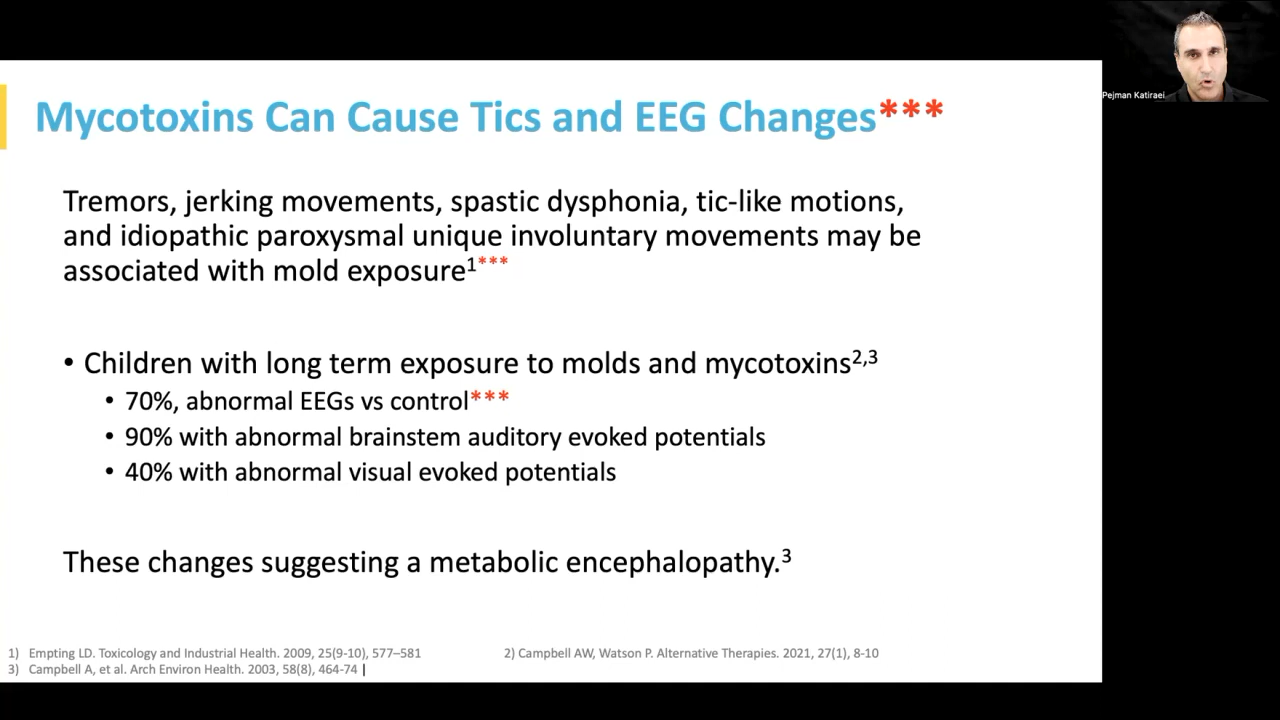 Pejman Katiraei
Mycotoxins Can Cause Tics and EEG Changes***
Tremors, jerking movements, spastic dysphonia, tic-like motions,
and idiopathic paroxysmal unique involuntary movements may be
associated with mold exposure¹***
• Children with long term exposure to molds and mycotoxins²,³
• 70%, abnormal EEGs vs control***
• 90% with abnormal brainstem auditory evoked potentials
• 40% with abnormal visual evoked potentials
These changes suggesting a metabolic encephalopathy.³
1) Empting LD. Toxicology and Industrial Health. 2009, 25(9-10), 577–581
2) Campbell AW, Watson P. Alternative Therapies. 2021, 27(1), 8-10
3) Campbell A, et al. Arch Environ Health. 2003, 58(8), 464-74